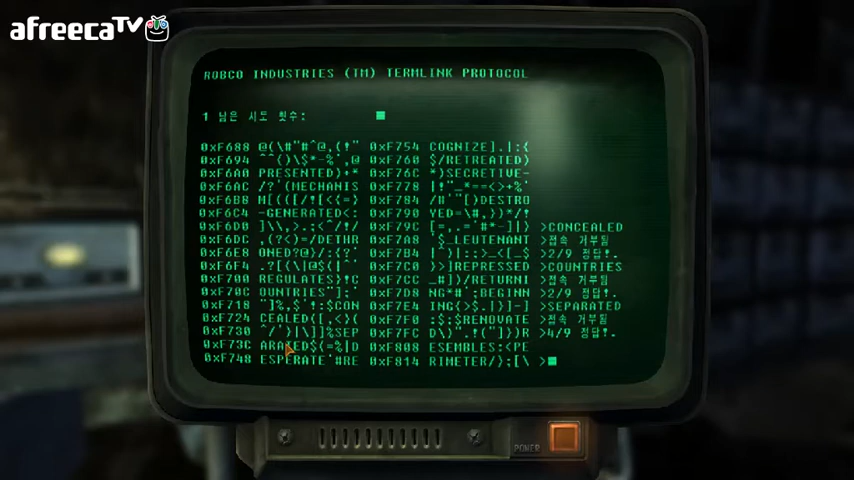 afreecaTV
ROBCO INDUSTRIES (TM) TERMLINK PROTOCOL
1 남은 시도 횟수:
0xF688 @(\#"#^@,(!" 0xF754 COGNIZE].|:{
0xF694 0xF760 $/RETREATED)
0xF6A0 PRESENTED)+* 0xF76C *)SECRETIVE-
0xF6AC /?'(MECHANIS 0xF778 |!"_*==<>+%'
0xF6B8 M[(([/![<{=} 0xF784 /#'"[)DESTRO
0xF6C4 -GENERATED<: 0xF790 YED=\#,})*/!
0xF6D0 ]\\,>.;<^/!/ 0xF79C [=,.=`#*-]|} >CONCEALED
0xF6DC ,(?<)=/DETHR 0xF7A8 '$_LEUTENANT >접속 거부됨
0xF6E8 ONED?@}/:{?` 0xF7B4 >2/9 정답!.
0xF6F4 .?[(\|@$(|^` 0xF7C0 }>]REPRESSED >COUNTRIES
0xF700 REGULATES}!C 0xF7CC _#])/RETURNI >접속 거부됨
0xF70C OUNTRIES"];' 0xF7D8 NG*#';BEGINN >2/9 정답!.
0xF718 "]%,$'!:$CON 0xF7E4 ING{>$.|}]-] >SEPARATED
0xF724 CEALED([,<}( 0xF7F0 :$;$RENOVATE >접속 거부됨
0xF730 ^/'}|\]]%SEP 0xF7FC D\)".!("]})R >4/9 정답!.
0xF73C ARATED$(=%|D 0xF808 ESEMBLES:<PE
0xF748 ESPERATE'#RE 0xF814 RIMETER/};[\ >
POWER